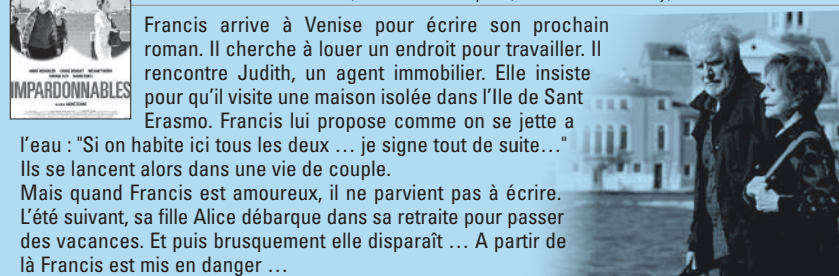 IMPARDONNABLES
Francis arrive à Venise pour écrire son prochain
roman. Il cherche à louer un endroit pour travailler. Il
rencontre Judith, un agent immobilier. Elle insiste
pour qu'il visite une maison isolée dans l'Ile de Sant
Erasmo. Francis lui propose comme on se jette a
l'eau : "Si on habite ici tous les deux … je signe tout de suite…"
Ils se lancent alors dans une vie de couple.
Mais quand Francis est amoureux, il ne parvient pas à écrire.
L'été suivant, sa fille Alice débarque dans sa retraite pour passer
des vacances. Et puis brusquement elle disparaît … A partir de
là Francis est mis en danger …